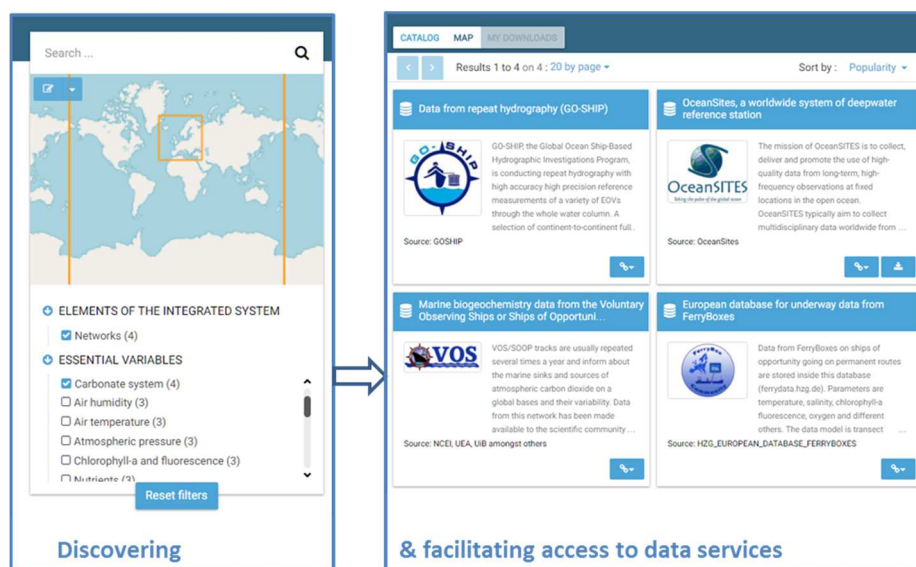 Search ...
ELEMENTS OF THE INTEGRATED SYSTEM
Networks (4)
ESSENTIAL VARIABLES
Carbonate system (4)
Air humidity (3)
Air temperature (3)
Atmospheric pressure (3)
Chlorophyll-a and fluorescence (3)
Nutrients (3)
Reset filters
Discovering
CATALOG MAP MY DOWNLOADS
Results 1 to 4 on 4 : 20 by page
Sort by : Popularity
Data from repeat hydrography (GO-SHIP)
GO-SHIP
GO-SHIP, the Global Ocean Ship-Based
Hydrographic Investigations Program,
is conducting repeat hydrography with
high accuracy high precision reference
measurements of a variety of EOVs
through the whole water column. A
selection of continent-to-continent full..
Source: GOSHIP
OceanSites, a worldwide system of deepwater
reference station
OceanSITES
Taking the pulse of the global ocean
The mission of OceanSITES is to collect,
deliver and promote the use of high-
quality data from long-term, high-
frequency observations at fixed
locations in the open ocean.
OceanSITES typically aim to collect
multidisciplinary data worldwide from ...
Source: OceanSites
Marine biogeochemistry data from the Voluntary
Observing Ships or Ships of Opportuni...
VOS
VOS/SOOP tracks are usually repeated
several times a year and inform about
the marine sinks and sources of
atmospheric carbon dioxide on a
global bases and their variability. Data
from this network has been made
available to the scientific community ...
Source: NCEI, UEA, UiB amongst others
European database for underway data from
FerryBoxes
FerryBox
Community
Data from FerryBoxes on ships of
opportunity going on permanent routes
are stored inside this database
(ferrydata.hzg.de). Parameters are
temperature, salinity, chlorophyll-a
fluorescence, oxygen and different
others. The data model is transect ...
Source: HZG_EUROPEAN_DATABASE_FERRYBOXES
& facilitating access to data services